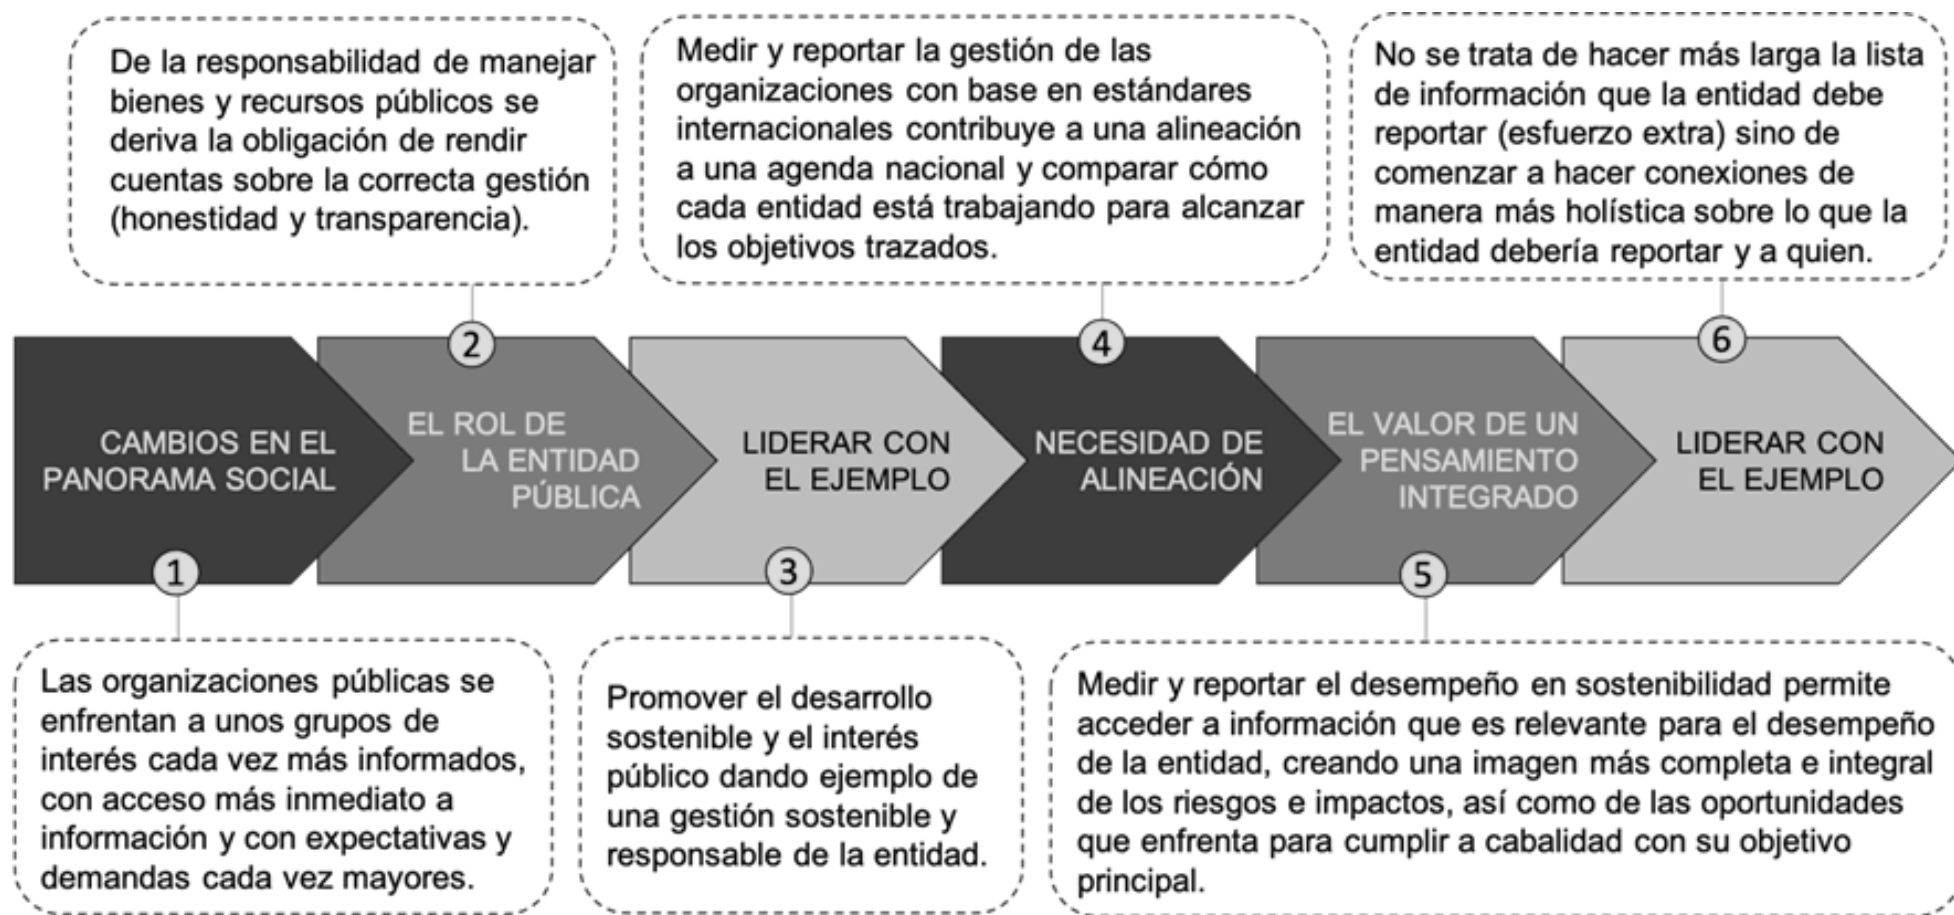 De la responsabilidad de manejar
bienes y recursos públicos se
deriva la obligación de rendir
cuentas sobre la correcta gestión
(honestidad y transparencia).
Medir y reportar la gestión de las
organizaciones con base en estándares
internacionales contribuye a una alineación
a una agenda nacional y comparar cómo
cada entidad está trabajando para alcanzar
los objetivos trazados.
No se trata de hacer más larga la lista
de información que la entidad debe
reportar (esfuerzo extra) sino de
comenzar a hacer conexiones de
manera más holística sobre lo que la
entidad debería reportar y a quien.
2
4
6
CAMBIOS EN EL
PANORAMA SOCIAL
EL ROL DE
LA ENTIDAD
PÚBLICA
LIDERAR CON
EL EJEMPLO
NECESIDAD DE
ALINEACIÓN
EL VALOR DE UN
PENSAMIENTO
INTEGRADO
LIDERAR CON
EL EJEMPLO
1
3
5
Las organizaciones públicas se
enfrentan a unos grupos de
interés cada vez más informados,
con acceso más inmediato a
información y con expectativas y
demandas cada vez mayores.
Promover el desarrollo
sostenible y el interés
público dando ejemplo de
una gestión sostenible y
responsable de la entidad.
Medir y reportar el desempeño en sostenibilidad permite
acceder a información que es relevante para el desempeño
de la entidad, creando una imagen más completa e integral
de los riesgos e impactos, así como de las oportunidades
que enfrenta para cumplir a cabalidad con su objetivo
principal.